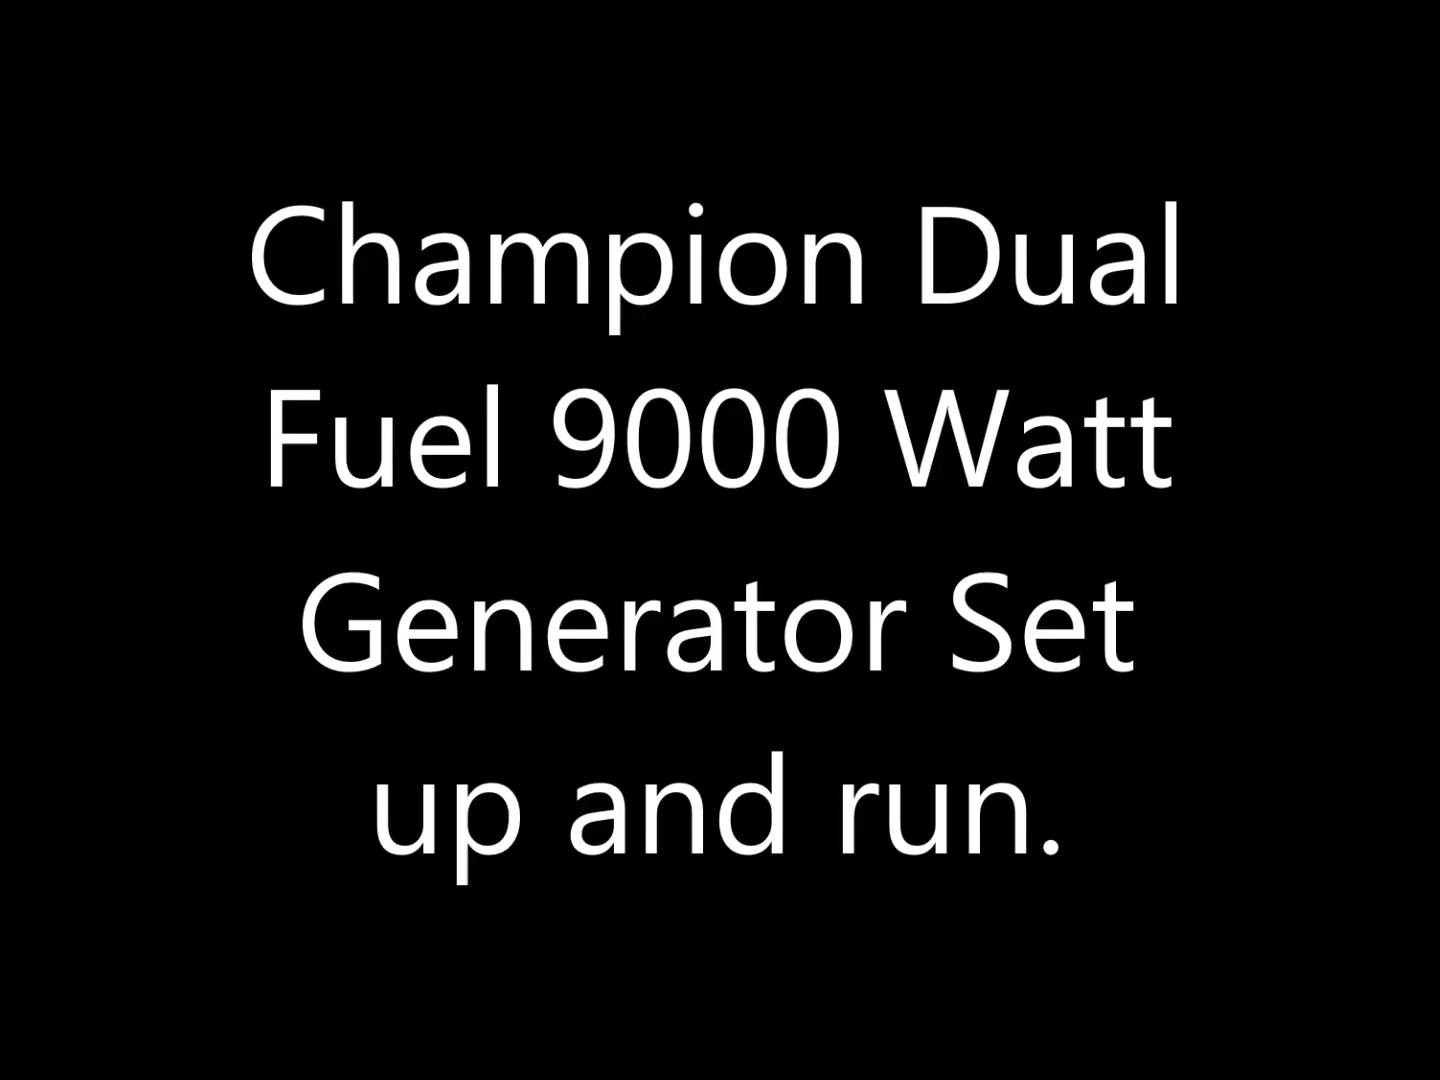 Champion Dual
Fuel 9000 Watt
Generator Set
up and run.